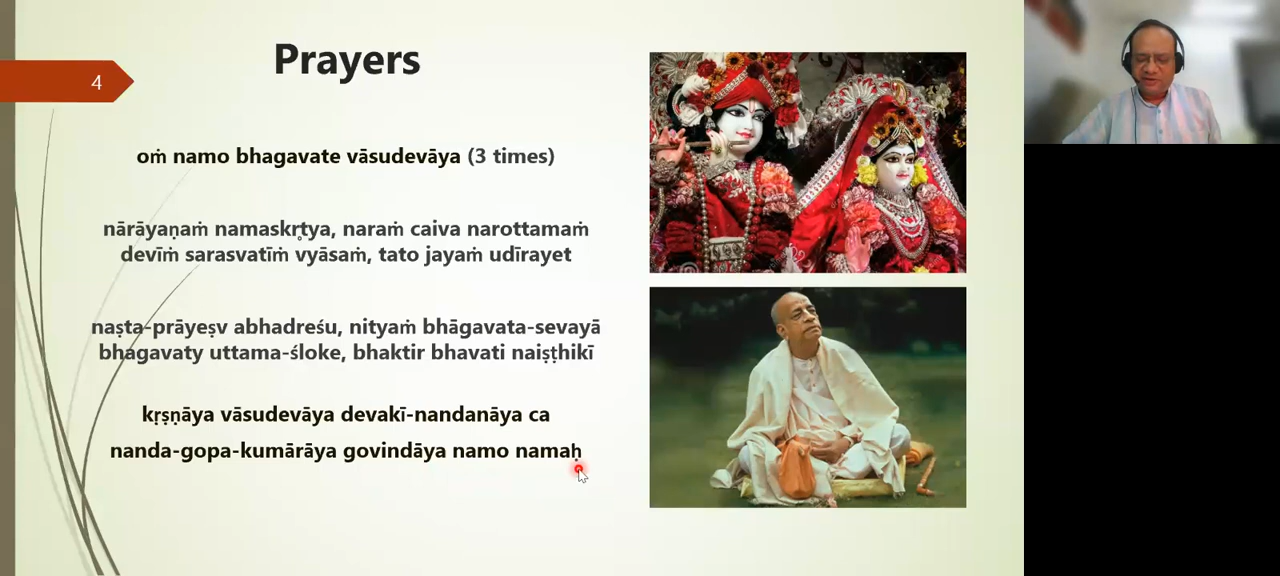 Prayers
4
oṁ namo bhagavate vāsudevāya (3 times)
nārāyaṇaṁ namaskṛtya, naraṁ caiva narottamaṁ
devīṁ sarasvatīṁ vyāsaṁ, tato jayaṁ udīrayet
naṣta-prāyeṣv abhadreśu, nityaṁ bhāgavata-sevayā
bhagavaty uttama-śloke, bhaktir bhavati naiṣṭhikī
kṛṣṇāya vāsudevāya devakī-nandanāya ca
nanda-gopa-kumārāya govindāya namo namaḥ